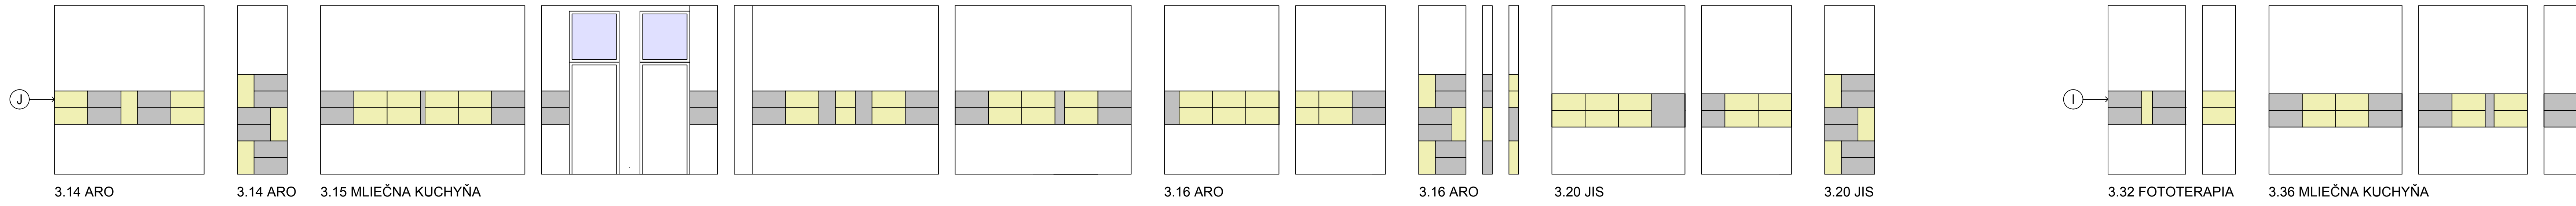 J
I
3.14 ARO
3.14 ARO
3.15 MLIEČNA KUCHYŇA
3.16 ARO
3.16 ARO
3.20 JIS
3.20 JIS
3.32 FOTOTERAPIA
3.36 MLIEČNA KUCHYŇA